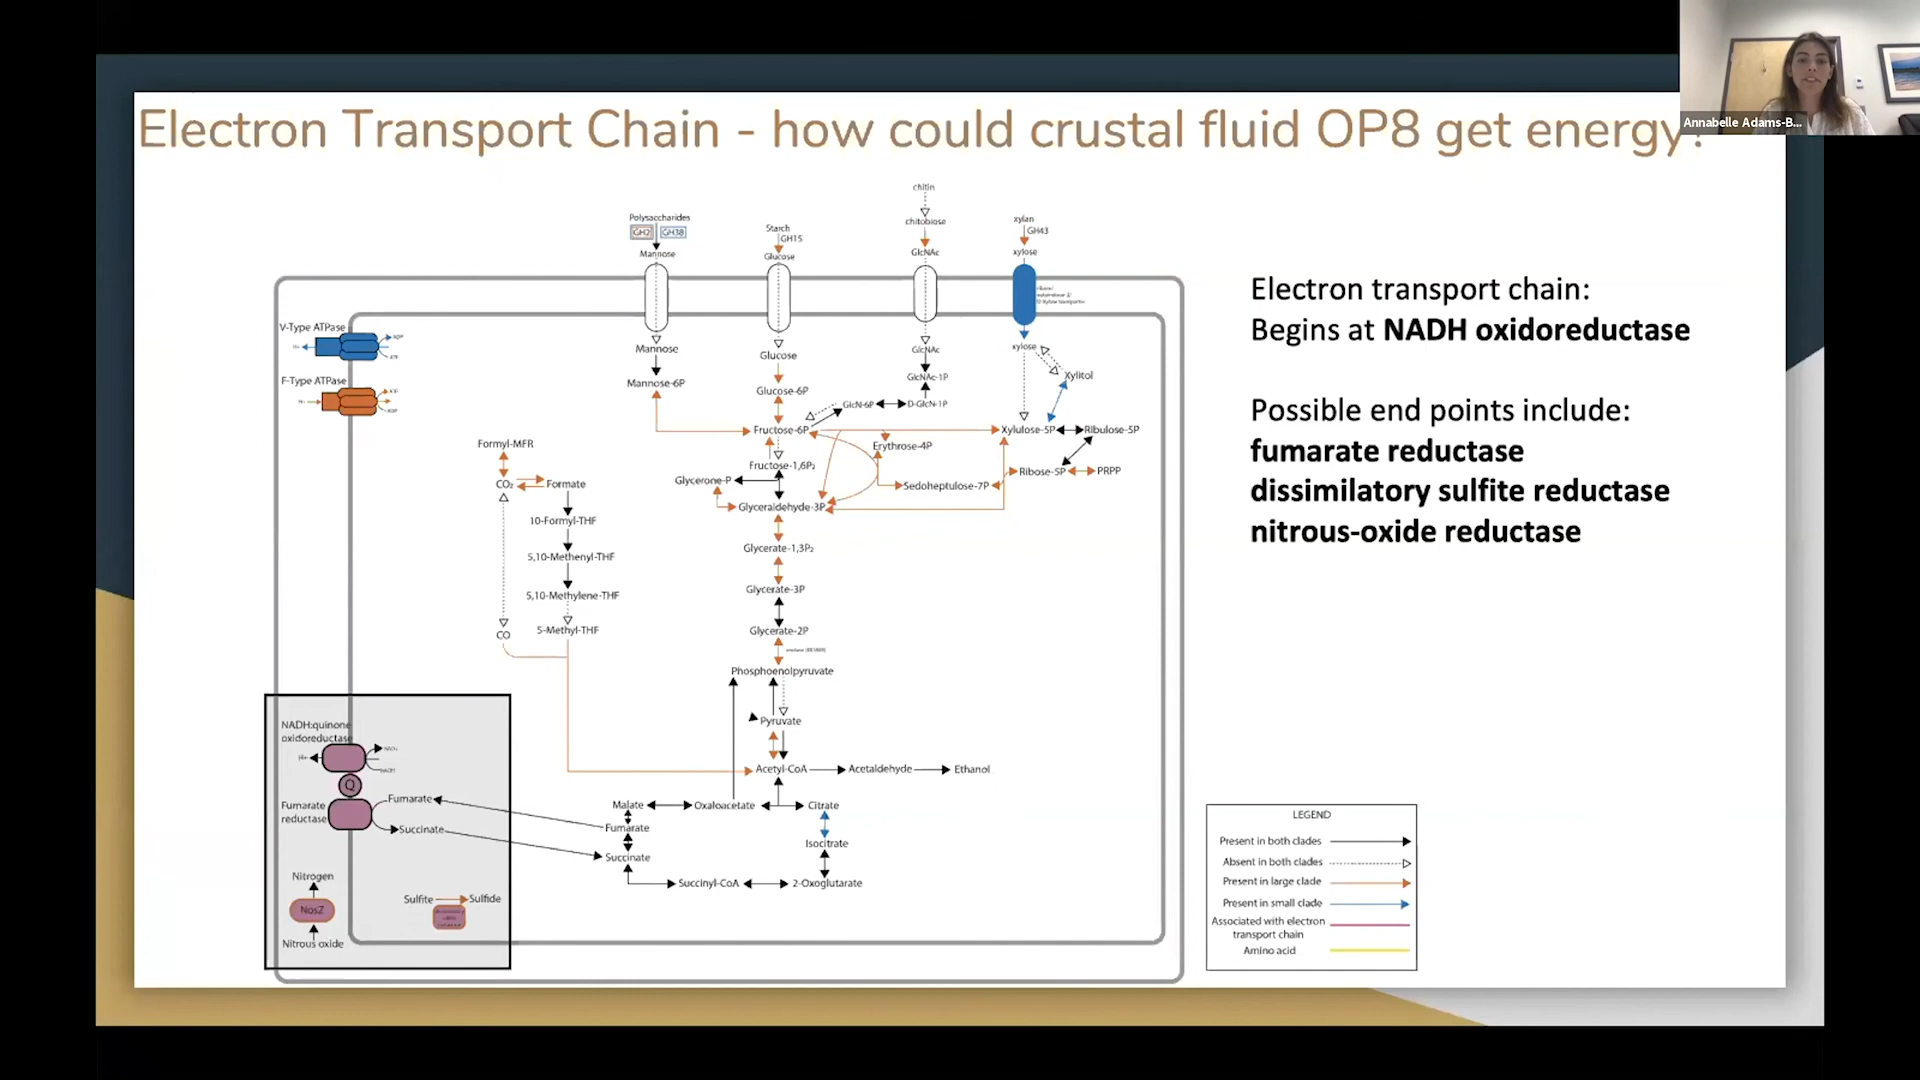 Electron Transport Chain - how could crustal fluid OP8 get energy?
Annabelle Adams-B...
chitin
chitobiose
GlcNAc
Polysaccharides
GH2 GH38
Mannose
Starch
GH15
Glucose
xylan
GH43
xylose
V-Type ATPase
F-Type ATPase
Mannose
Mannose-6P
Glucose
Glucose-6P
Fructose-6P
Fructose-1,6P₂
GlcNAc
GlcNAc-1P
GlcN-6P
D-GlcN-1P
xylose
Xylitol
Xylulose-5P
Ribulose-5P
Erythrose-4P
Ribose-5P
PRPP
Sedoheptulose-7P
Glycerone-P
Glyceraldehyde-3P
Glycerate-1,3P₂
Glycerate-3P
Glycerate-2P
Phosphoenolpyruvate
Pyruvate
Acetyl-CoA
Acetaldehyde
Ethanol
Formyl-MFR
CO₂
Formate
10-Formyl-THF
5,10-Methenyl-THF
5,10-Methylene-THF
5-Methyl-THF
CO
Malate
Oxaloacetate
Citrate
Fumarate
Isocitrate
Succinate
Succinyl-CoA
2-Oxoglutarate
NADH:quinone
oxidoreductase
H+
Q
Fumarate
reductase
Fumarate
Succinate
Nitrogen
NosZ
Nitrous oxide
Sulfite
Sulfide
Electron transport chain:
Begins at NADH oxidoreductase
Possible end points include:
fumarate reductase
dissimilatory sulfite reductase
nitrous-oxide reductase
LEGEND
Present in both clades
Absent in both clades
Present in large clade
Present in small clade
Associated with electron
transport chain
Amino acid